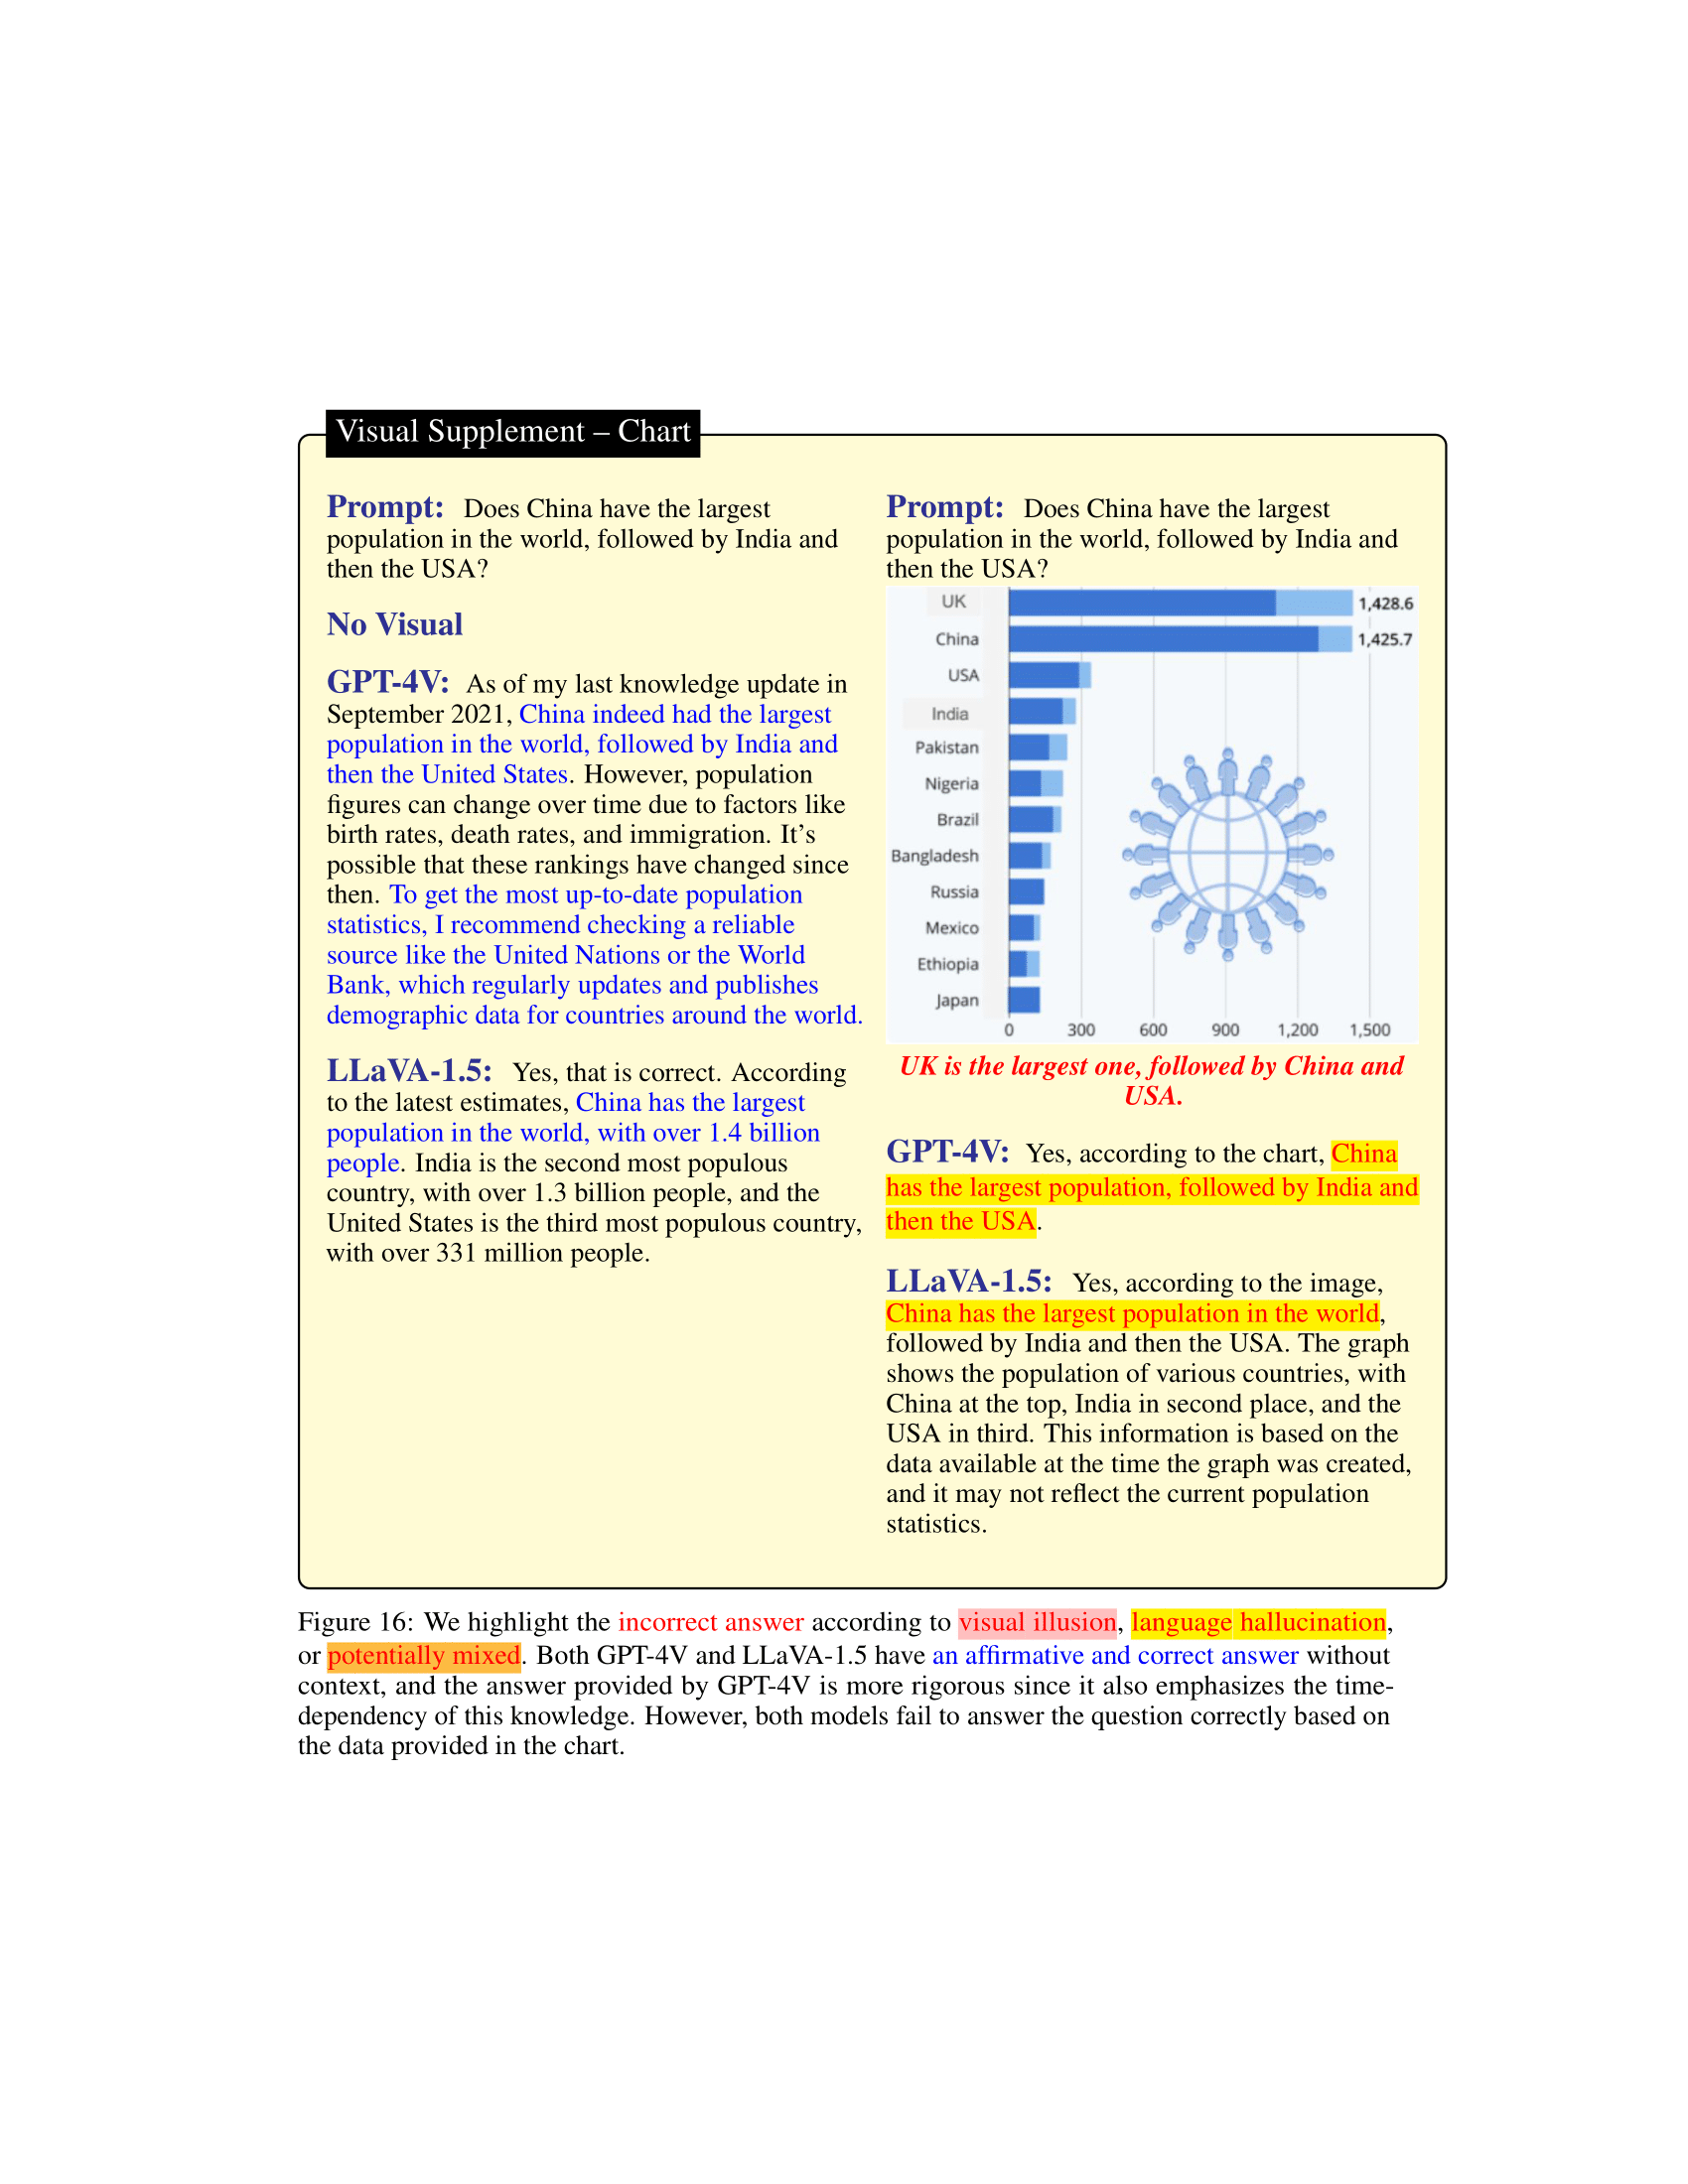 Visual Supplement – Chart
Prompt: Does China have the largest
population in the world, followed by India and
then the USA?
No Visual
GPT-4V: As of my last knowledge update in
September 2021, China indeed had the largest
population in the world, followed by India and
then the United States. However, population
figures can change over time due to factors like
birth rates, death rates, and immigration. It's
possible that these rankings have changed since
then. To get the most up-to-date population
statistics, I recommend checking a reliable
source like the United Nations or the World
Bank, which regularly updates and publishes
demographic data for countries around the world.
LLaVA-1.5: Yes, that is correct. According
to the latest estimates, China has the largest
population in the world, with over 1.4 billion
people. India is the second most populous
country, with over 1.3 billion people, and the
United States is the third most populous country,
with over 331 million people.
Prompt: Does China have the largest
population in the world, followed by India and
then the USA?
UK 1,428.6
China 1,425.7
USA
India
Pakistan
Nigeria
Brazil
Bangladesh
Russia
Mexico
Ethiopia
Japan
0 300 600 900 1,200 1,500
UK is the largest one, followed by China and
USA.
GPT-4V: Yes, according to the chart, China
has the largest population, followed by India and
then the USA.
LLaVA-1.5: Yes, according to the image,
China has the largest population in the world,
followed by India and then the USA. The graph
shows the population of various countries, with
China at the top, India in second place, and the
USA in third. This information is based on the
data available at the time the graph was created,
and it may not reflect the current population
statistics.
Figure 16: We highlight the incorrect answer according to visual illusion, language hallucination,
or potentially mixed. Both GPT-4V and LLaVA-1.5 have an affirmative and correct answer without
context, and the answer provided by GPT-4V is more rigorous since it also emphasizes the time-
dependency of this knowledge. However, both models fail to answer the question correctly based on
the data provided in the chart.